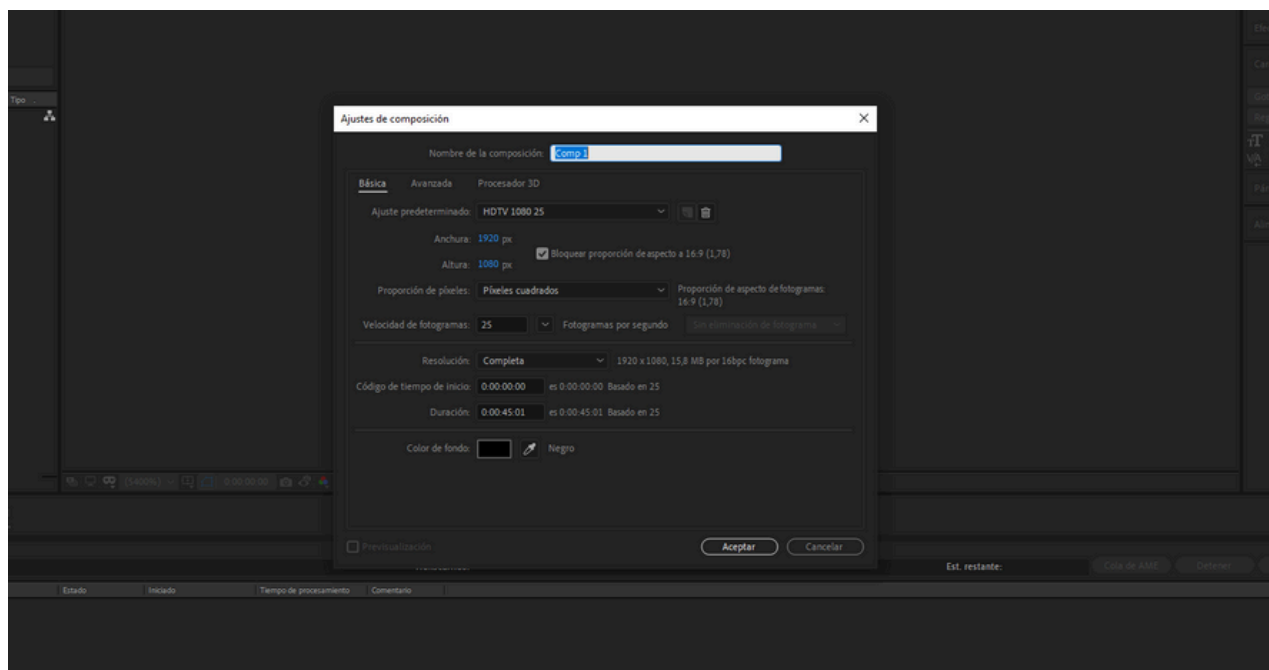 Tipo
Ajustes de composición
Nombre de la composición: Comp 1
Básica Avanzada Procesador 3D
Ajuste predeterminado: HDTV 1080 25
Anchura: 1920 px
Bloquear proporción de aspecto a 16:9 (1,78)
Altura: 1080 px
Proporción de píxeles: Píxeles cuadrados Proporción de aspecto de fotogramas:
16:9 (1,78)
Velocidad de fotogramas: 25 Fotogramas por segundo Sin eliminación de fotograma
Resolución: Completa 1920 x 1080, 15,8 MB por 16bpc fotograma
Código de tiempo de inicio: 0:00:00:00 es 0:00:00:00 Basado en 25
Duración: 0:00:45:01 es 0:00:45:01 Basado en 25
Color de fondo: Negro
(5400%) 0:00:00:00
Previsualización Aceptar Cancelar
Est. restante: Cola de AME Detener
Estado Iniciado Tiempo de procesamiento Comentario